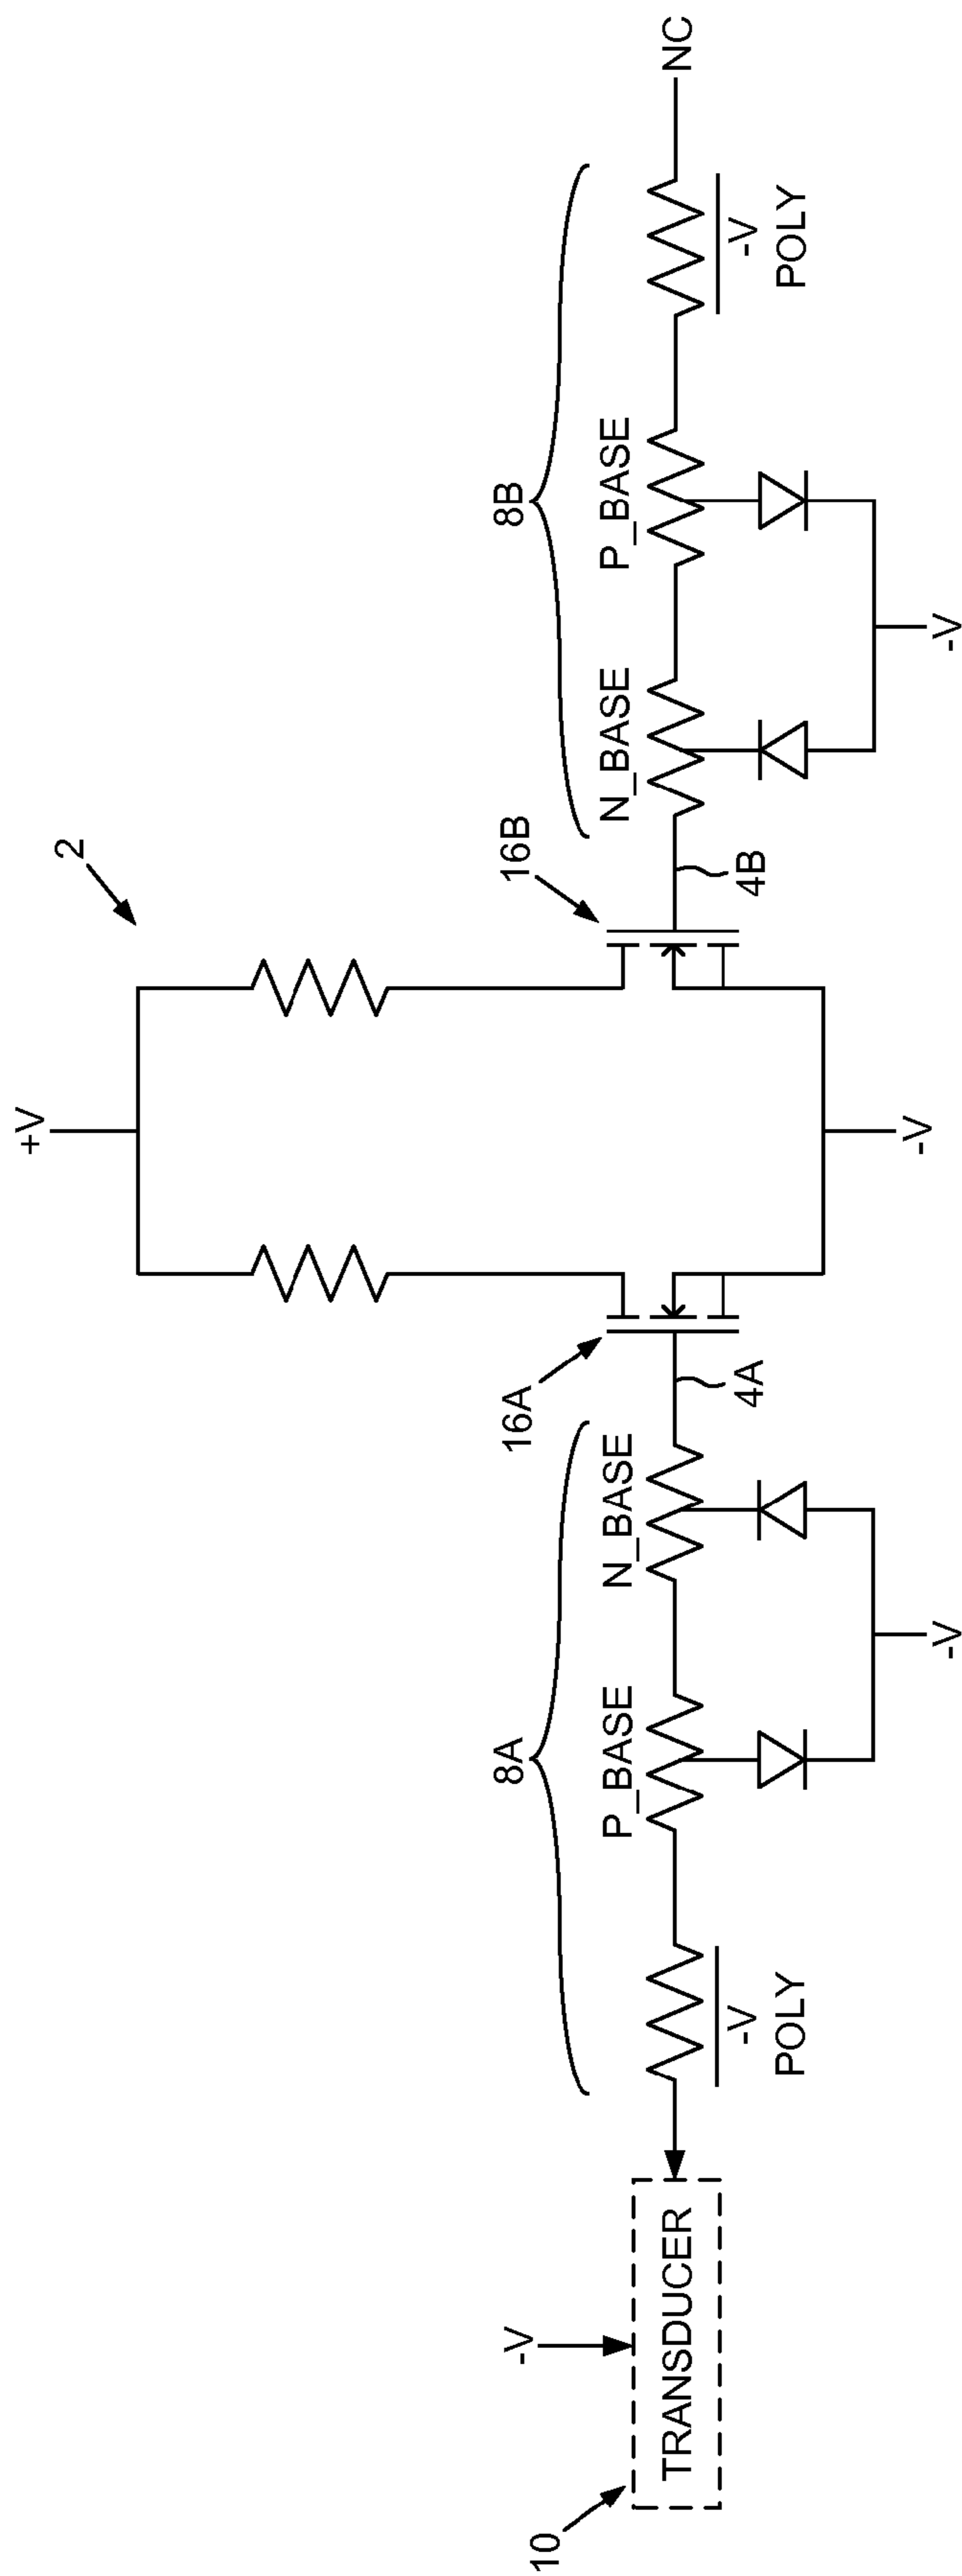 +V
2
16A
16B
8A
8B
N_BASE
P_BASE
N_BASE
P_BASE
4A
4B
-V
POLY
-V
POLY
NC
-V
-V
-V
-V
10
TRANSDUCER